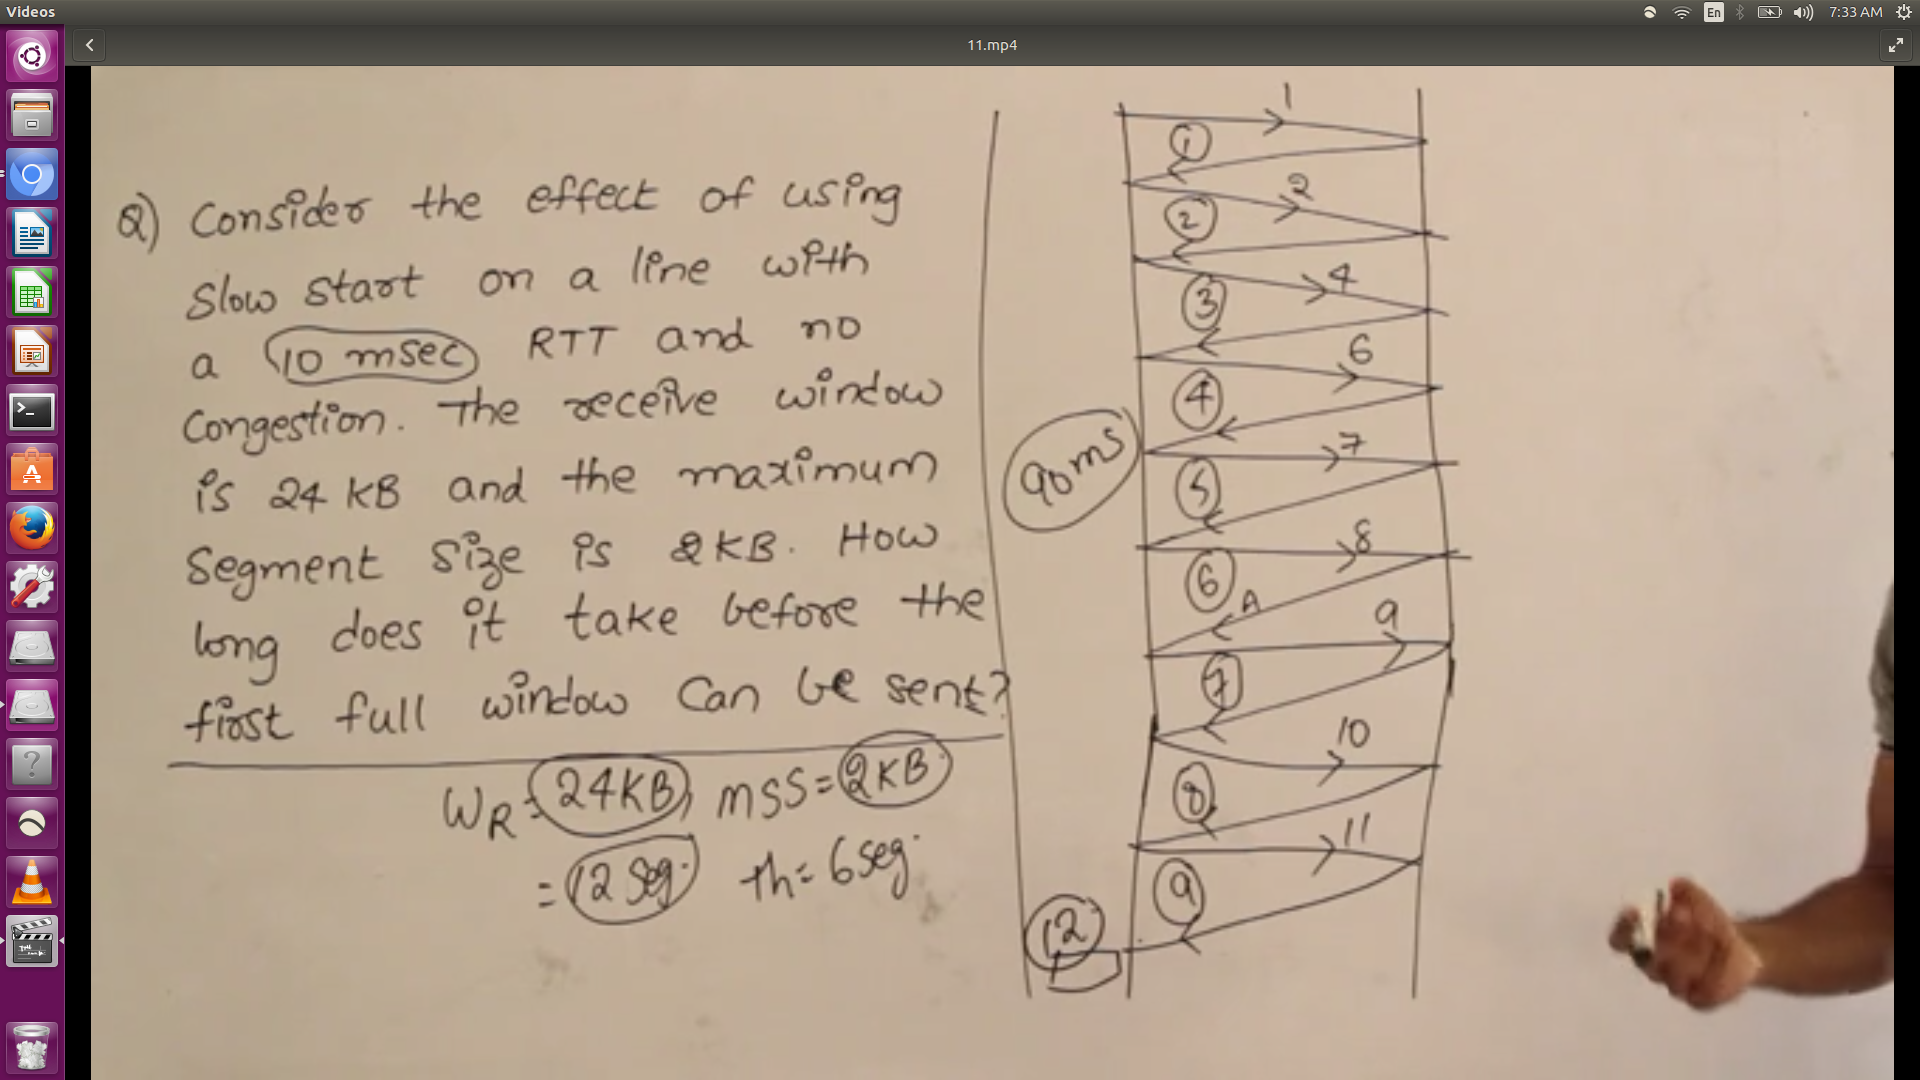 Videos
En
7:33 AM
11.mp4
Q) Consider the effect of using
Slow start on a line with
a 10 msec RTT and no
Congestion. The receive window
is 24 KB and the maximum
Segment Size is 2KB. How
long does it take before the
first full window Can be sent?
WR = 24KB, MSS = 2KB
= 12 Seg. th = 6 seg.
1
1
2
2
4
3
6
4
7
90ms
5
8
6
A
9
7
10
8
11
9
12